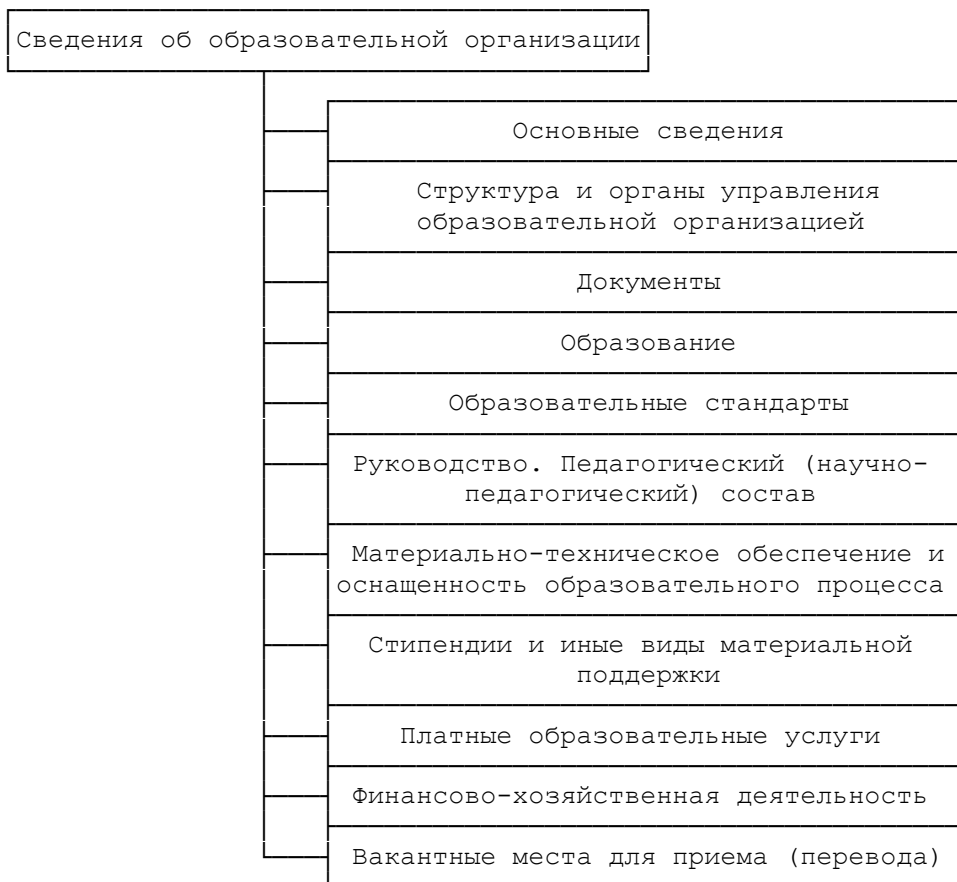 Сведения об образовательной организации
Основные сведения
Структура и органы управления
образовательной организацией
Документы
Образование
Образовательные стандарты
Руководство. Педагогический (научно-
педагогический) состав
Материально-техническое обеспечение и
оснащенность образовательного процесса
Стипендии и иные виды материальной
поддержки
Платные образовательные услуги
Финансово-хозяйственная деятельность
Вакантные места для приема (перевода)